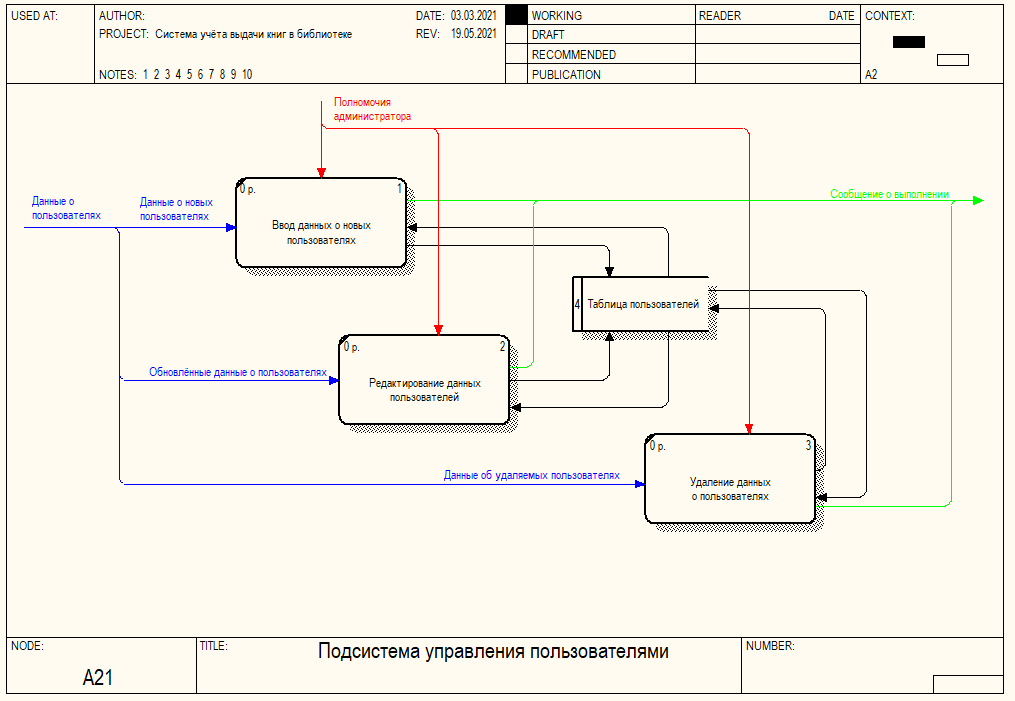 USED AT:
AUTHOR:
DATE: 03.03.2021
PROJECT: Система учёта выдачи книг в библиотеке
REV: 19.05.2021
NOTES: 1 2 3 4 5 6 7 8 9 10
WORKING
DRAFT
RECOMMENDED
PUBLICATION
READER
DATE
CONTEXT:
A2
Полномочия
администратора
Данные о
пользователях
Данные о новых
пользователях
0 р.
1
Ввод данных о новых
пользователях
Сообщение о выполнении
4
Таблица пользователей
0 р.
2
Редактирование данных
пользователей
Обновлённые данные о пользователях
0 р.
3
Удаление данных
о пользователях
Данные об удаляемых пользователях
NODE:
A21
TITLE:
Подсистема управления пользователями
NUMBER: